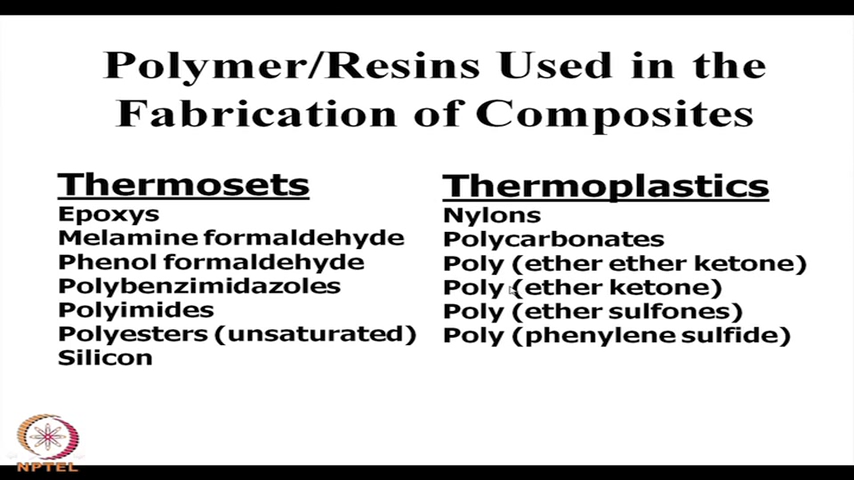 Polymer/Resins Used in the
Fabrication of Composites
Thermosets
Epoxys
Melamine formaldehyde
Phenol formaldehyde
Polybenzimidazoles
Polyimides
Polyesters (unsaturated)
Silicon
Thermoplastics
Nylons
Polycarbonates
Poly (ether ether ketone)
Poly (ether ketone)
Poly (ether sulfones)
Poly (phenylene sulfide)
NPTEL